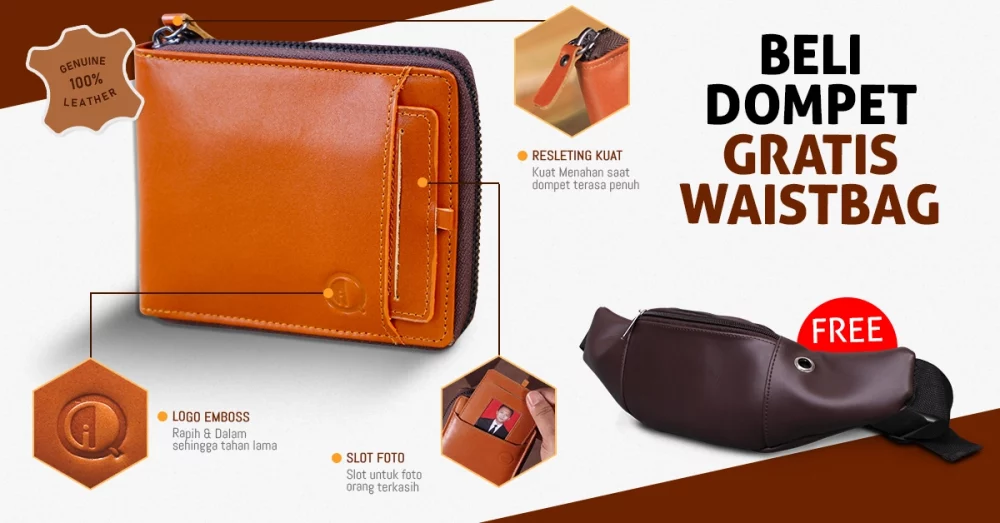 GENUINE
100%
LEATHER
RESLETING KUAT
Kuat Menahan saat
dompet terasa penuh
BELI
DOMPET
GRATIS
WAISTBAG
FREE
LOGO EMBOSS
Rapih & Dalam
sehingga tahan lama
SLOT FOTO
Slot untuk foto
orang terkasih